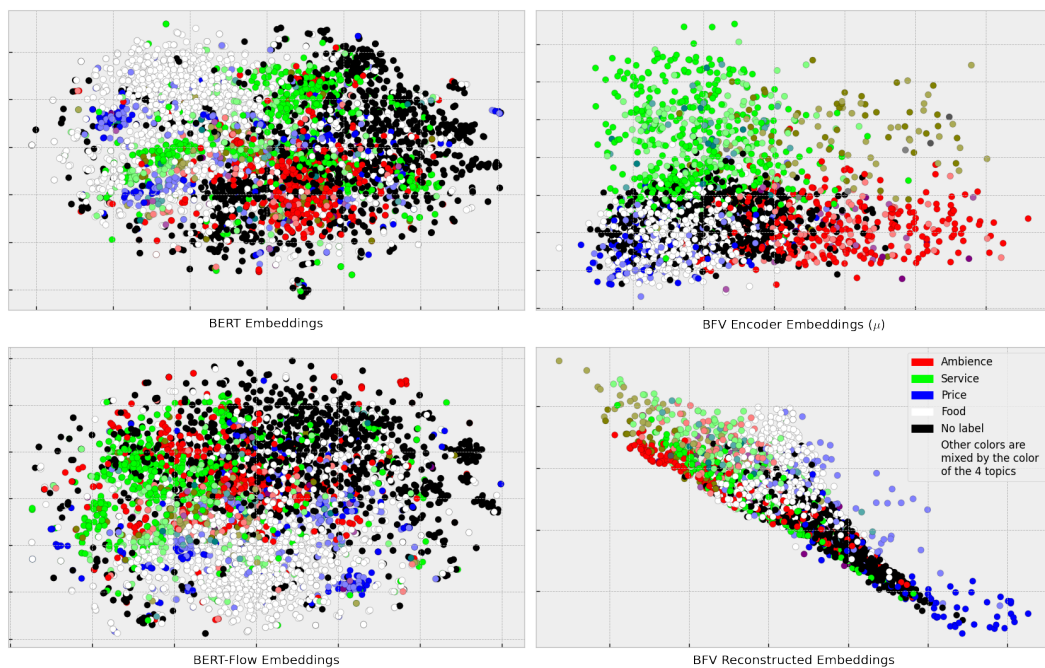 BERT Embeddings
BFV Encoder Embeddings (μ)
Ambience
Service
Price
Food
No label
Other colors are
mixed by the color
of the 4 topics
BERT-Flow Embeddings
BFV Reconstructed Embeddings